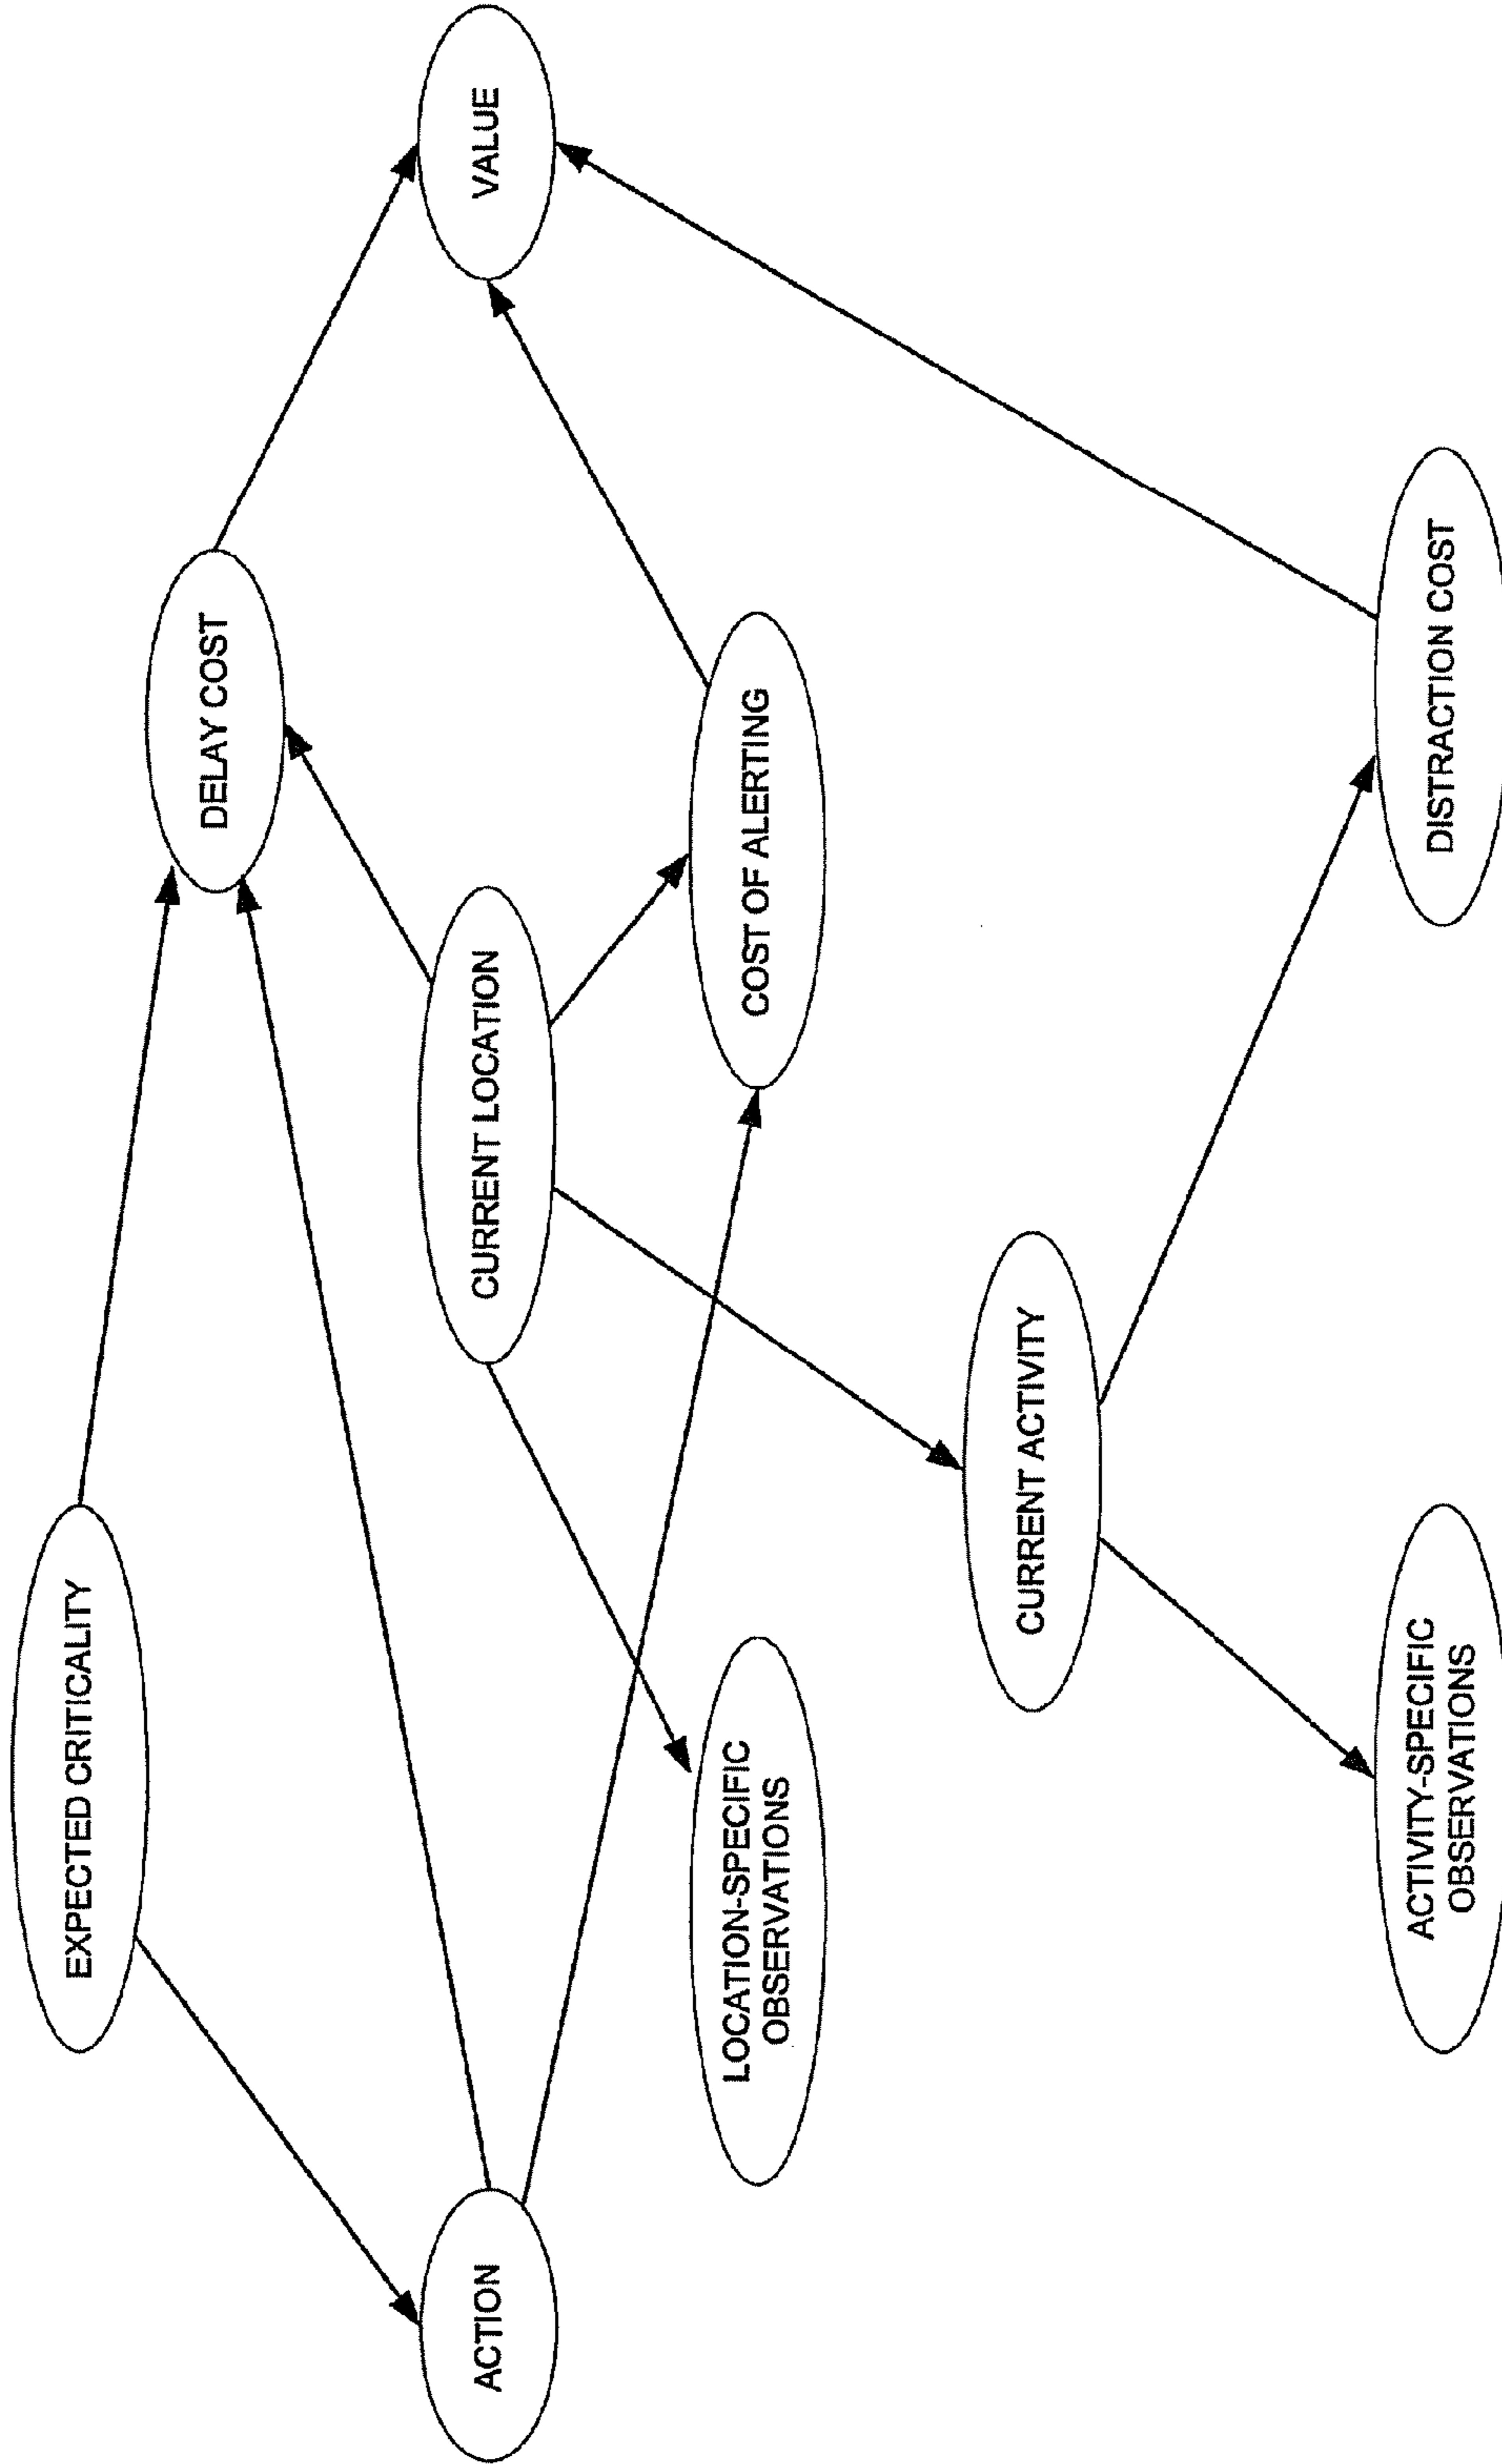 EXPECTED CRITICALITY
DELAY COST
ACTION
CURRENT LOCATION
VALUE
LOCATION-SPECIFIC
OBSERVATIONS
COST OF ALERTING
CURRENT ACTIVITY
ACTIVITY-SPECIFIC
OBSERVATIONS
DISTRACTION COST